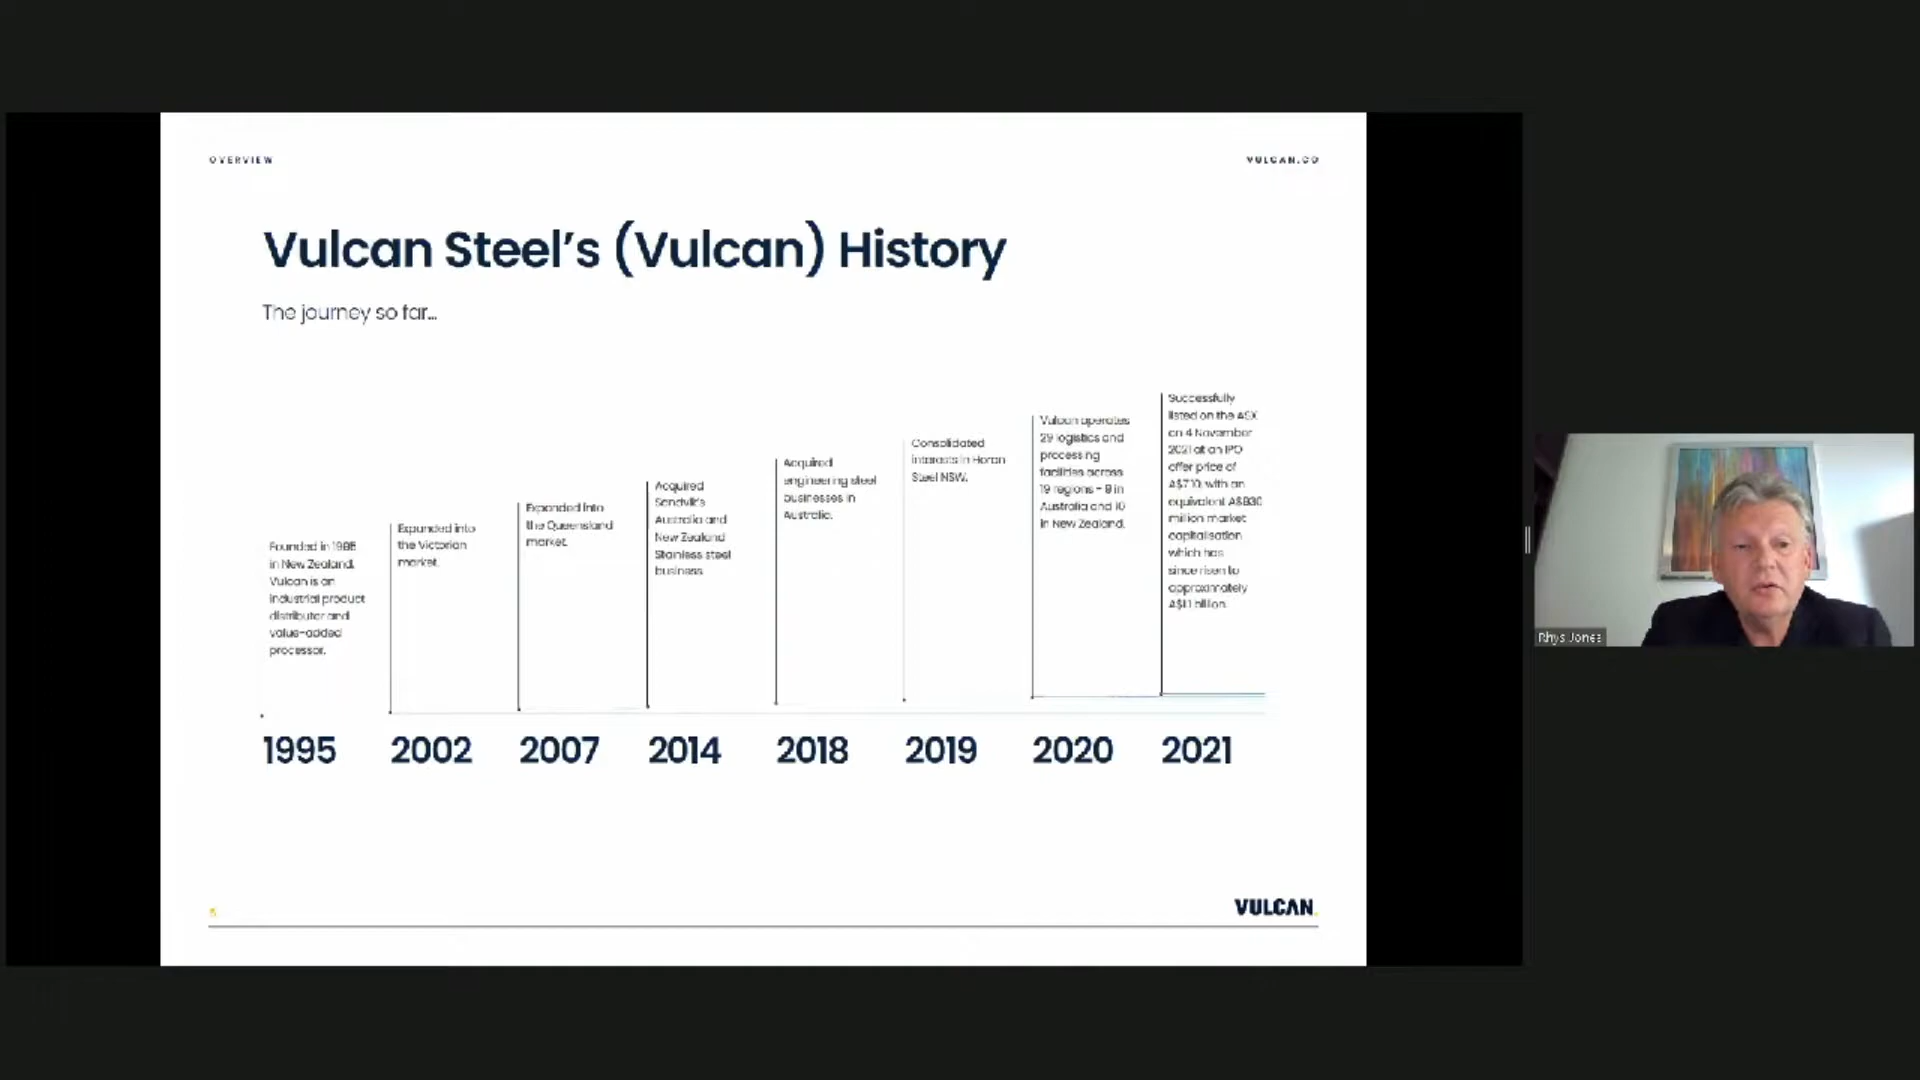 OVERVIEW
VULCAN.CO
Vulcan Steel's (Vulcan) History
The journey so far...
Founded in 1995
in New Zealand,
Vulcan is an
industrial product
distributor and
value-added
processor.
1995
Expanded into
the Victorian
market.
2002
Expanded into
the Queensland
market.
2007
Acquired
Sandvik's
Australia and
New Zealand
Stainless steel
business.
2014
Acquired
engineering steel
businesses in
Australia.
2018
Consolidated
interests in Horan
Steel NSW.
2019
Vulcan operates
29 logistics and
processing
facilities across
19 regions - 9 in
Australia and 10
in New Zealand.
2020
Successfully
listed on the ASX
on 4 November
2021 at an IPO
offer price of
A$7.10, with an
equivalent A$930
million market
capitalisation
which has
since risen to
approximately
A$1.1 billion.
2021
VULCAN.
Rhys Jones